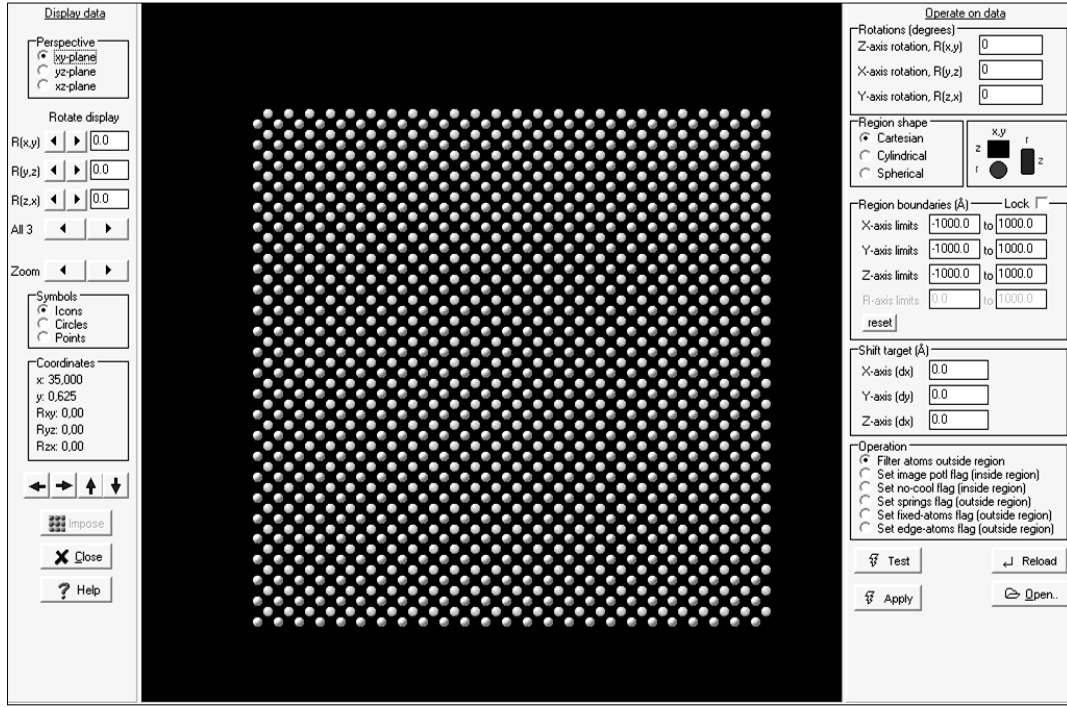 Display data
Perspective
xy-plane
yz-plane
xz-plane
Rotate display
R(x,y) 0.0
R(y,z) 0.0
R(z,x) 0.0
All 3
Zoom
Symbols
Icons
Circles
Points
Coordinates
x: 35,000
y: 0,625
Rxy: 0,00
Ryz: 0,00
Rzx: 0,00
Impose
Close
Help
Operate on data
Rotations (degrees)
Z-axis rotation, R(x,y) 0
X-axis rotation, R(y,z) 0
Y-axis rotation, R(z,x) 0
Region shape
Cartesian
Cylindrical
Spherical
x,y
r
z
z
r
Region boundaries (Å) Lock
X-axis limits -1000.0 to 1000.0
Y-axis limits -1000.0 to 1000.0
Z-axis limits -1000.0 to 1000.0
R-axis limits 0.0 to 1000.0
reset
Shift target (Å)
X-axis (dx) 0.0
Y-axis (dy) 0.0
Z-axis (dx) 0.0
Operation
Filter atoms outside region
Set image potl flag (inside region)
Set no-cool flag (inside region)
Set springs flag (outside region)
Set fixed-atoms flag (outside region)
Set edge-atoms flag (outside region)
Test Reload
Apply Open..